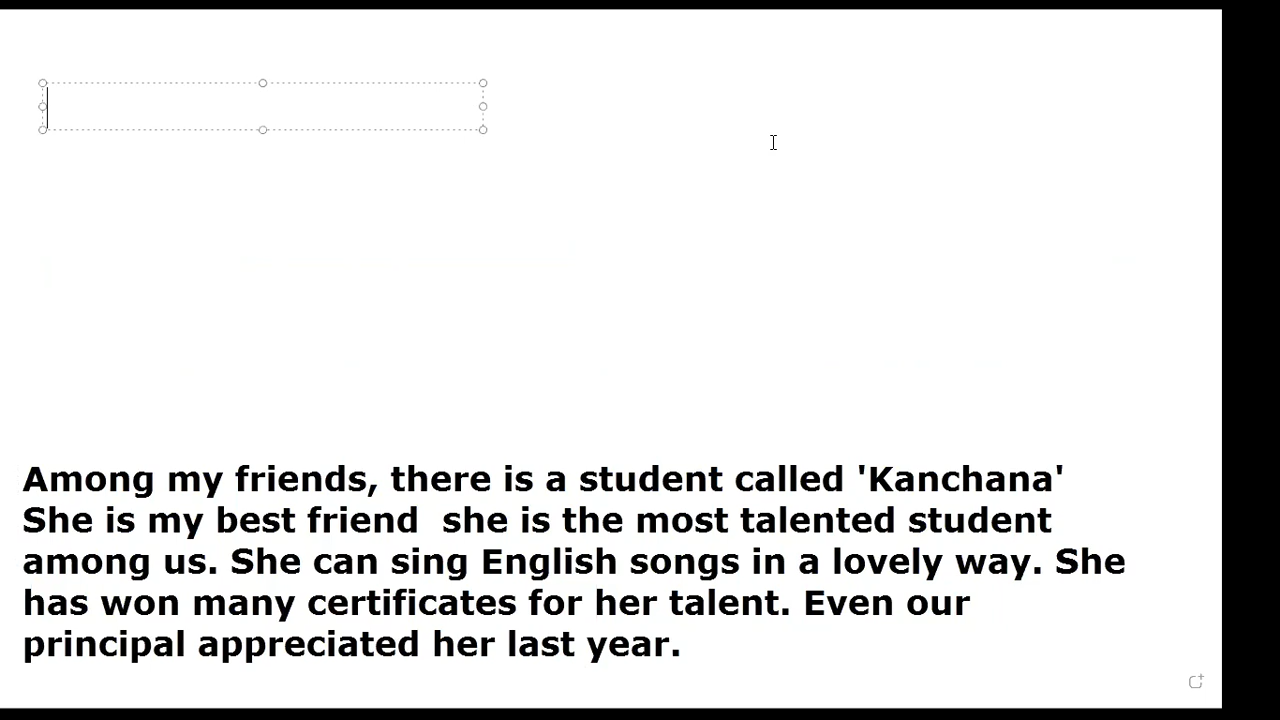 Among my friends, there is a student called 'Kanchana'
She is my best friend  she is the most talented student
among us. She can sing English songs in a lovely way. She
has won many certificates for her talent. Even our
principal appreciated her last year.